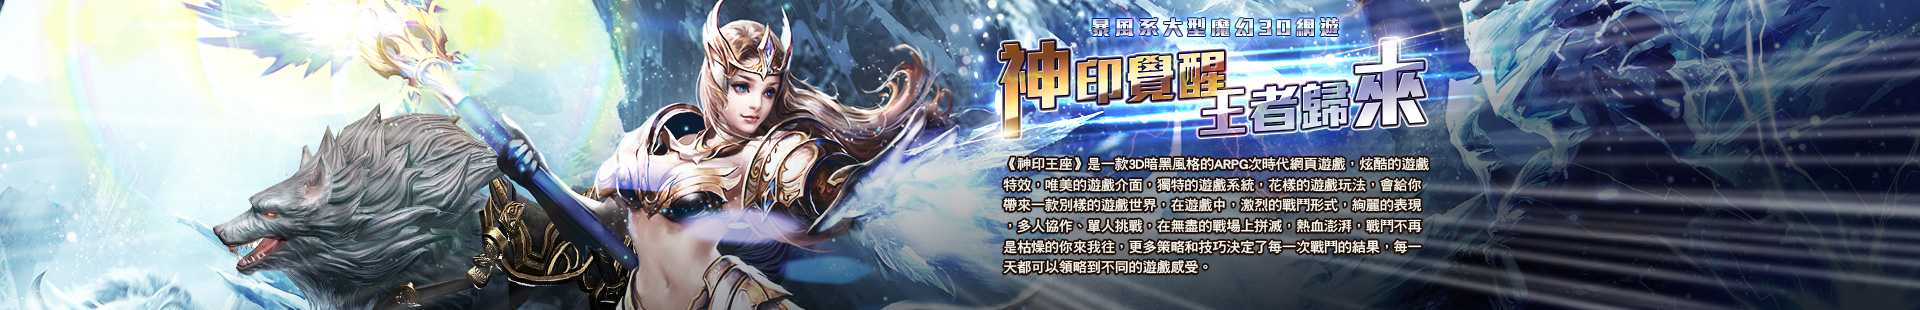 暴風系大型魔幻3D網遊
神印覺醒
王者歸來
《神印王座》是一款3D暗黑風格的ARPG次時代網頁遊戲，炫酷的遊戲
特效，唯美的遊戲介面，獨特的遊戲系統，花樣的遊戲玩法，會給你
帶來一款別樣的遊戲世界，在遊戲中，激烈的戰鬥形式，絢麗的表現
，多人協作、單人挑戰，在無盡的戰場上拼滅，熱血澎湃，戰鬥不再
是枯燥的你來我往，更多策略和技巧決定了每一次戰鬥的結果，每一
天都可以領略到不同的遊戲感受。